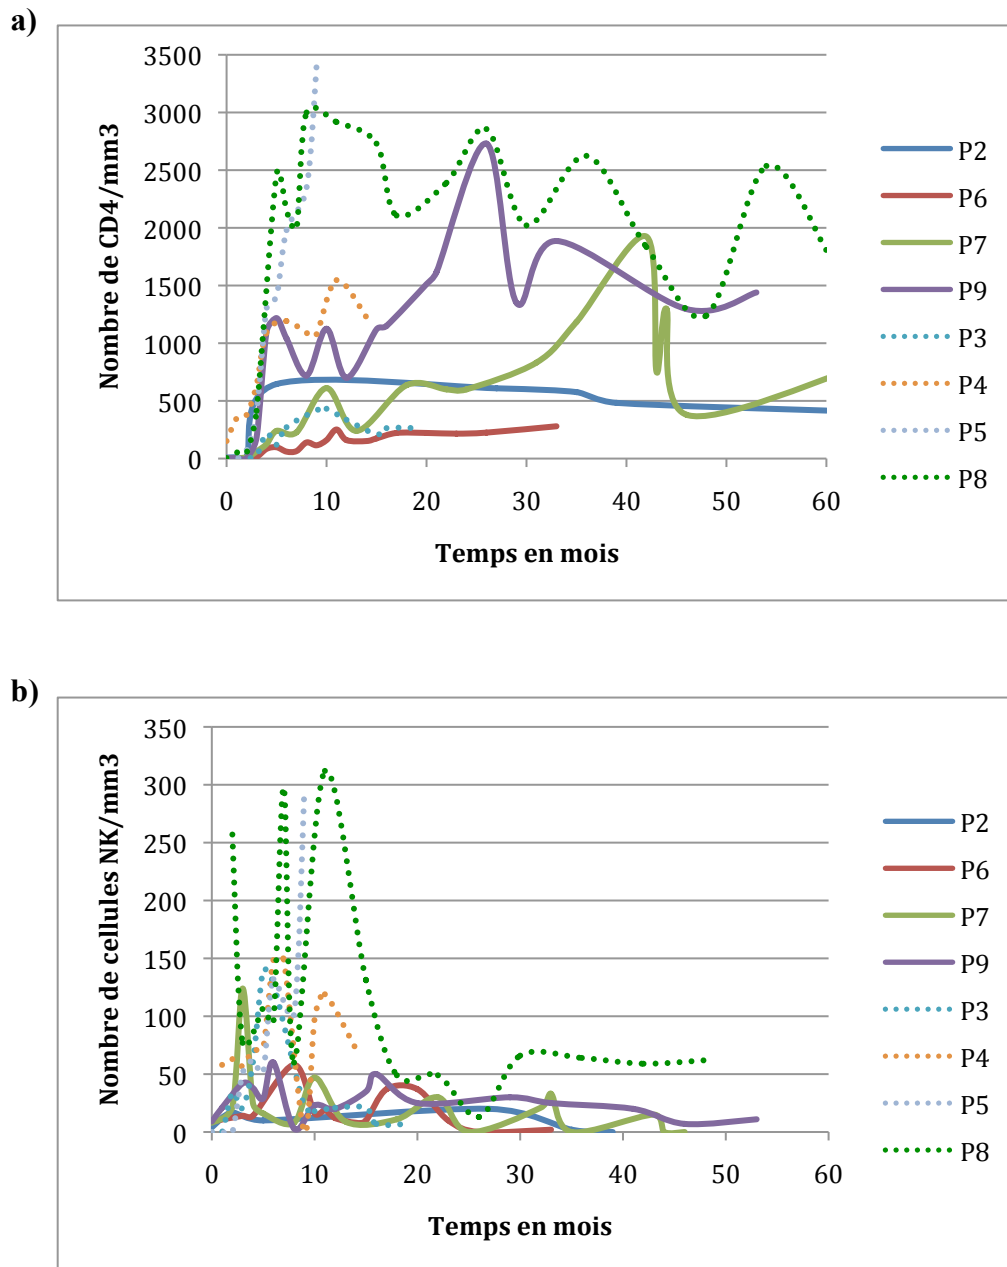 a)
Nombre de CD4/mm3
3500
3000
2500
2000
1500
1000
500
0
0 10 20 30 40 50 60
Temps en mois
P2
P6
P7
P9
P3
P4
P5
P8
b)
Nombre de cellules NK/mm3
350
300
250
200
150
100
50
0
0 10 20 30 40 50 60
Temps en mois
P2
P6
P7
P9
P3
P4
P5
P8